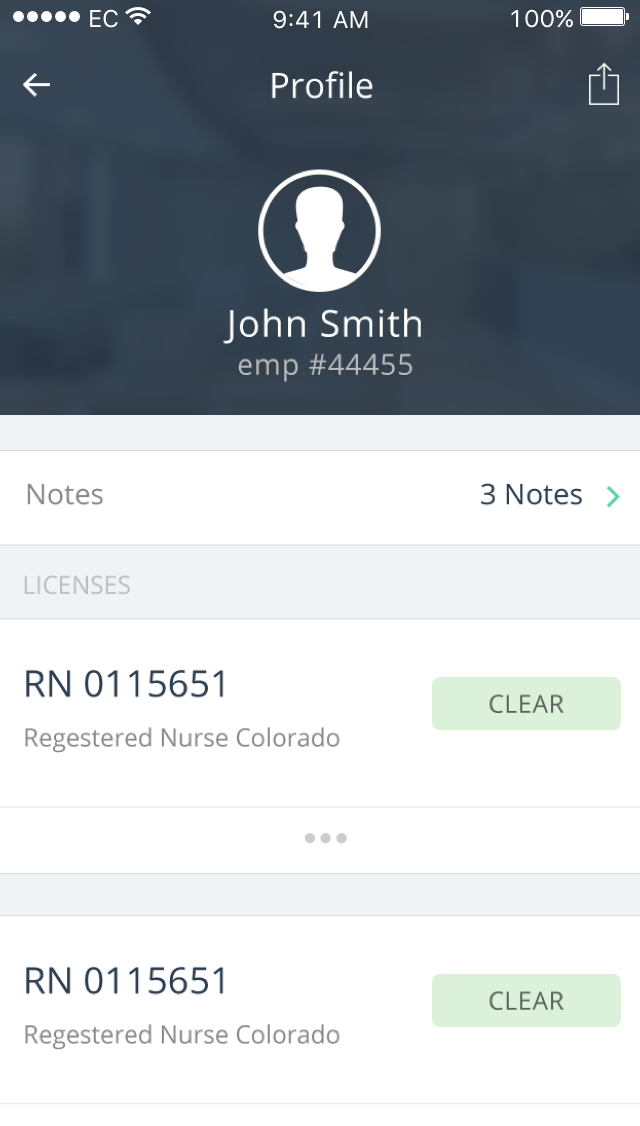 EC 9:41 AM 100%
Profile
John Smith
emp #44455
Notes 3 Notes
LICENSES
RN 0115651
CLEAR
Regestered Nurse Colorado
RN 0115651
CLEAR
Regestered Nurse Colorado